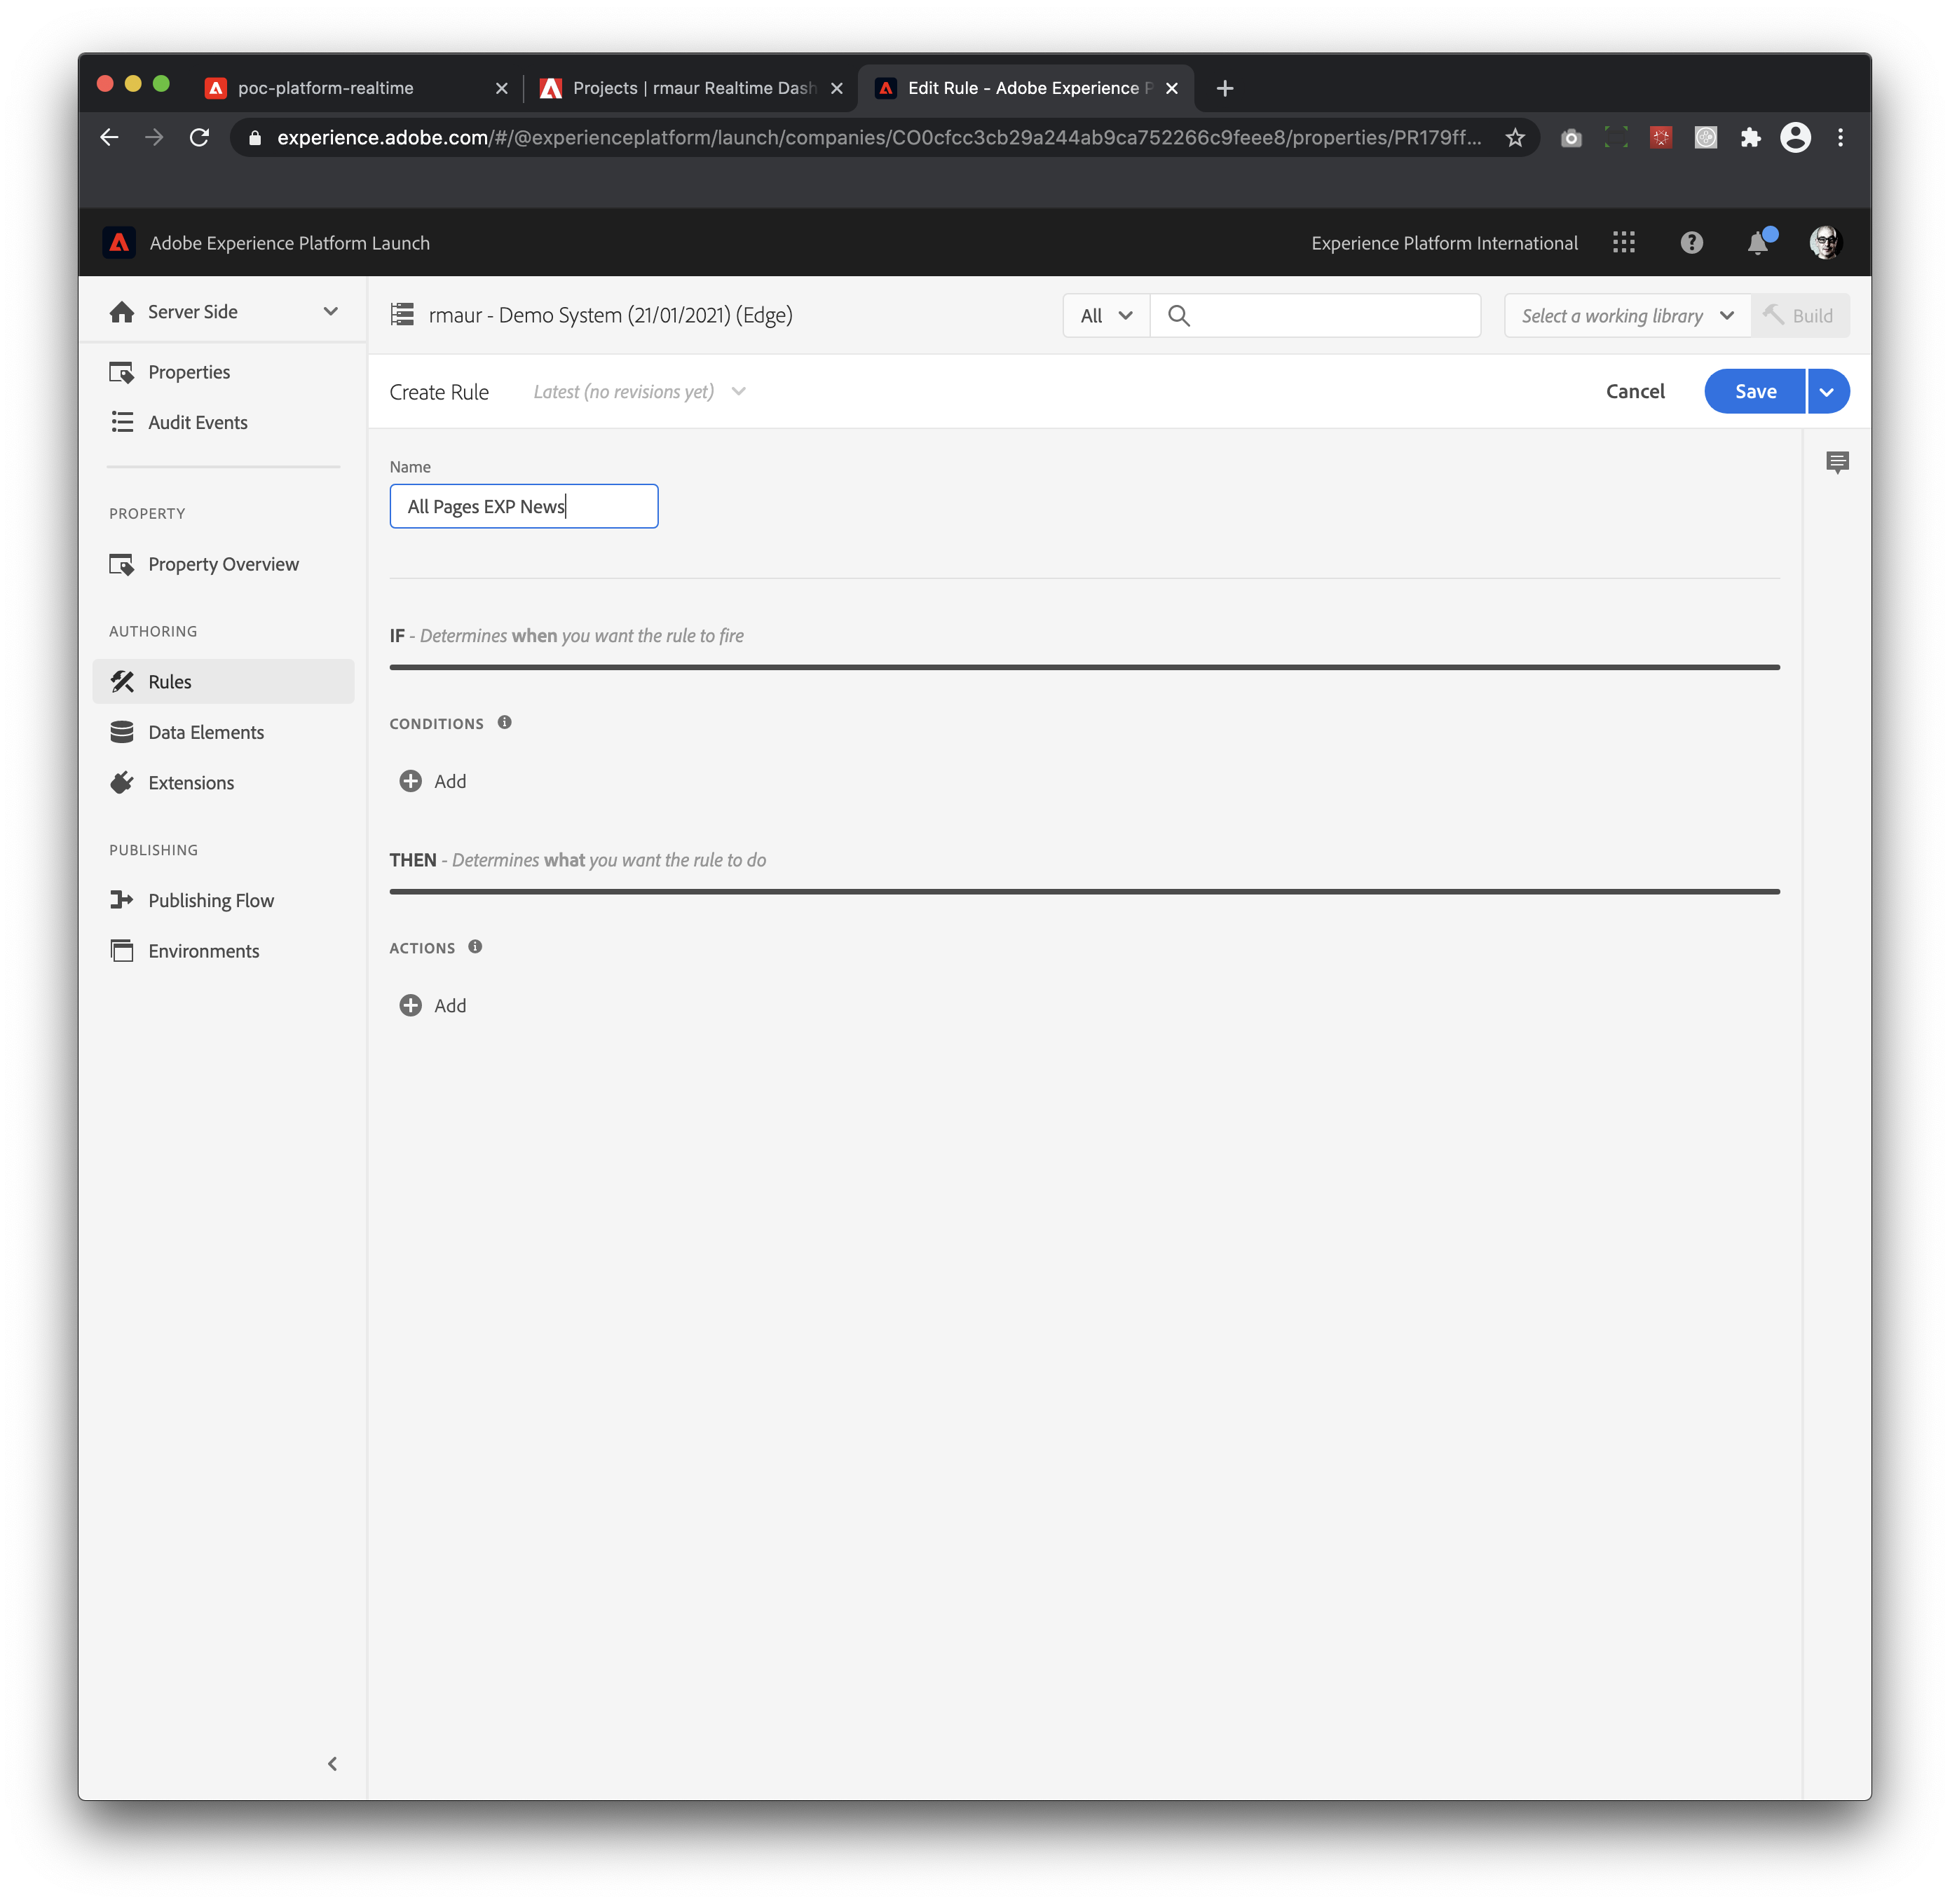 poc-platform-realtime
Projects | rmaur Realtime Dash
Edit Rule - Adobe Experience P
experience.adobe.com/#/@experienceplatform/launch/companies/CO0cfcc3cb29a244ab9ca752266c9feee8/properties/PR179ff...
Adobe Experience Platform Launch
Experience Platform International
Server Side
rmaur - Demo System (21/01/2021) (Edge)
All
Select a working library
Build
Properties
Audit Events
Create Rule
Latest (no revisions yet)
Cancel
Save
Name
All Pages EXP News
PROPERTY
Property Overview
AUTHORING
Rules
Data Elements
Extensions
PUBLISHING
Publishing Flow
Environments
IF - Determines when you want the rule to fire
CONDITIONS
Add
THEN - Determines what you want the rule to do
ACTIONS
Add